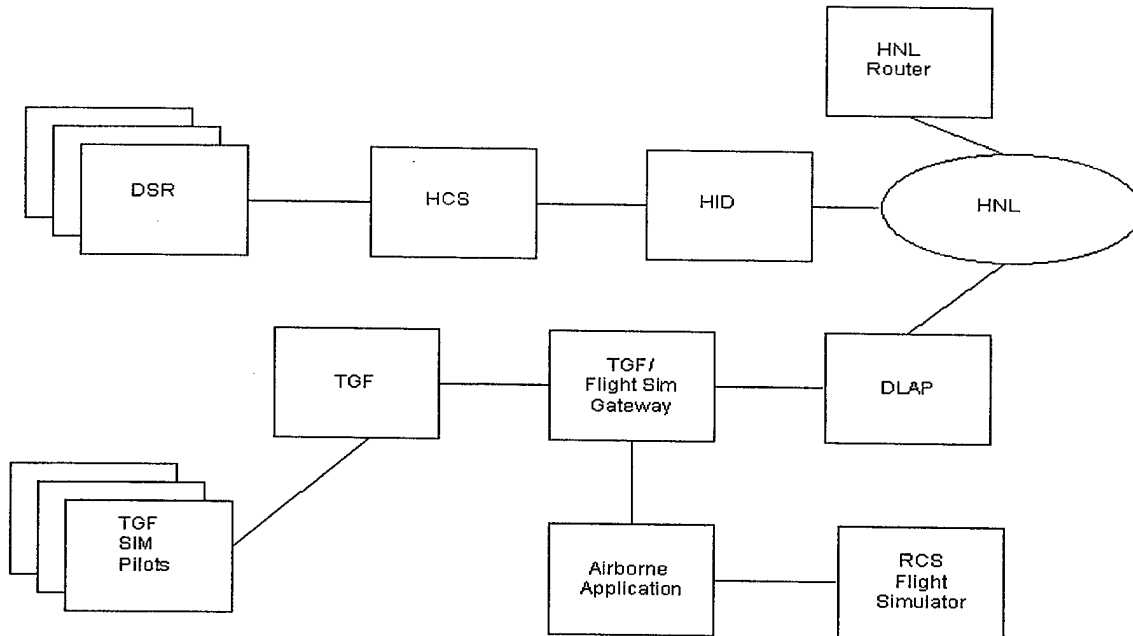 HNL
Router
DSR
HCS
HID
HNL
TGF
TGF/
Flight Sim
Gateway
DLAP
TGF
SIM
Pilots
Airborne
Application
RCS
Flight
Simulator